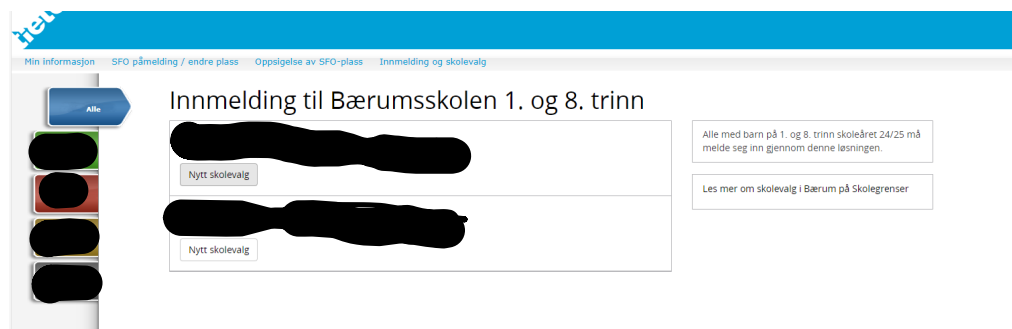 Min informasjon SFO påmelding / endre plass Oppsigelse av SFO-plass Innmelding og skolevalg
Alle
Innmelding til Bærumsskolen 1. og 8. trinn
Nytt skolevalg
Nytt skolevalg
Alle med barn på 1. og 8. trinn skoleåret 24/25 må
melde seg inn gjennom denne løsningen.
Les mer om skolevalg i Bærum på Skolegrenser